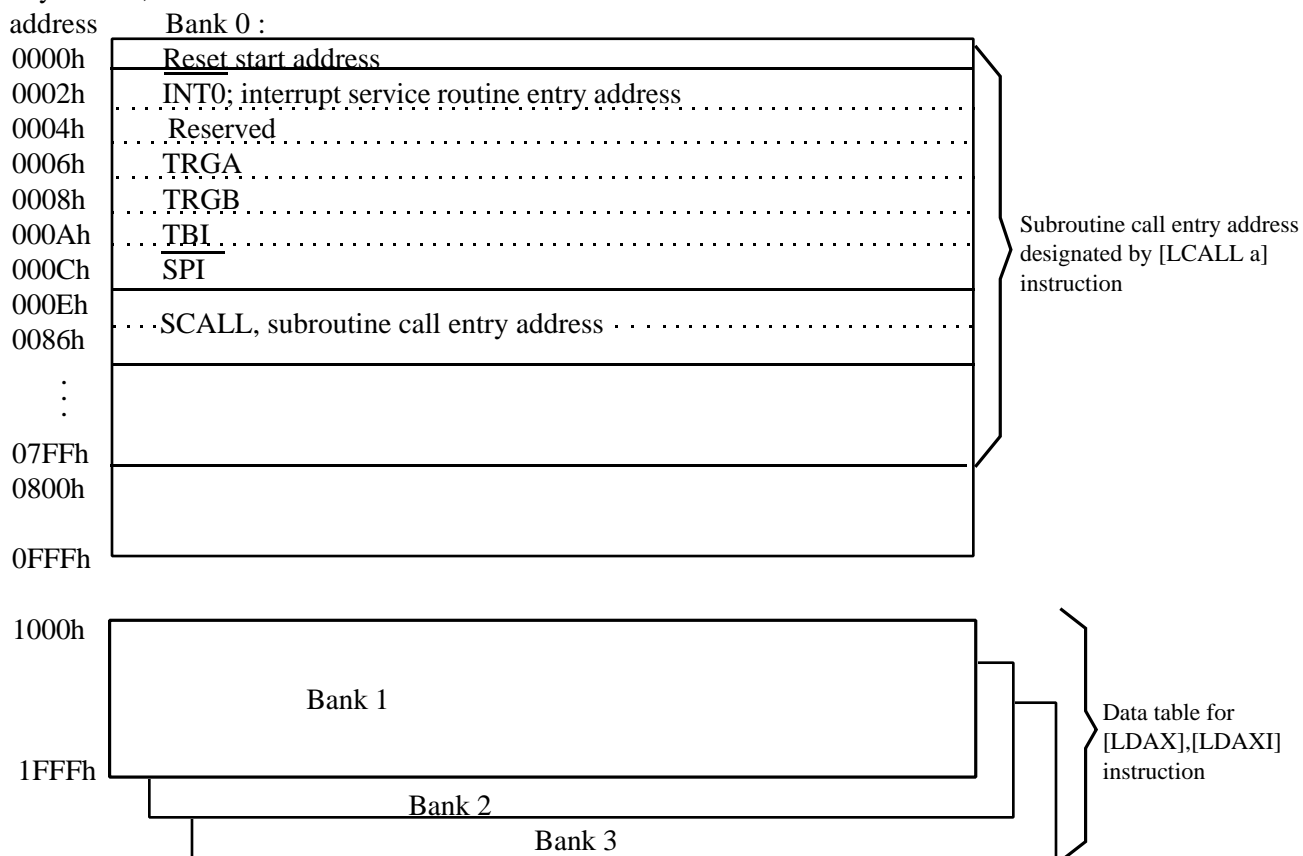 address Bank 0 :
0000h Reset start address
0002h INT0; interrupt service routine entry address
0004h Reserved
0006h TRGA
0008h TRGB
000Ah TBI
000Ch SPI
000Eh
SCALL, subroutine call entry address
0086h
07FFh
0800h
0FFFh
Subroutine call entry address
designated by [LCALL a]
instruction
1000h
Bank 1
1FFFh
Bank 2
Bank 3
Data table for
[LDAX],[LDAXI]
instruction